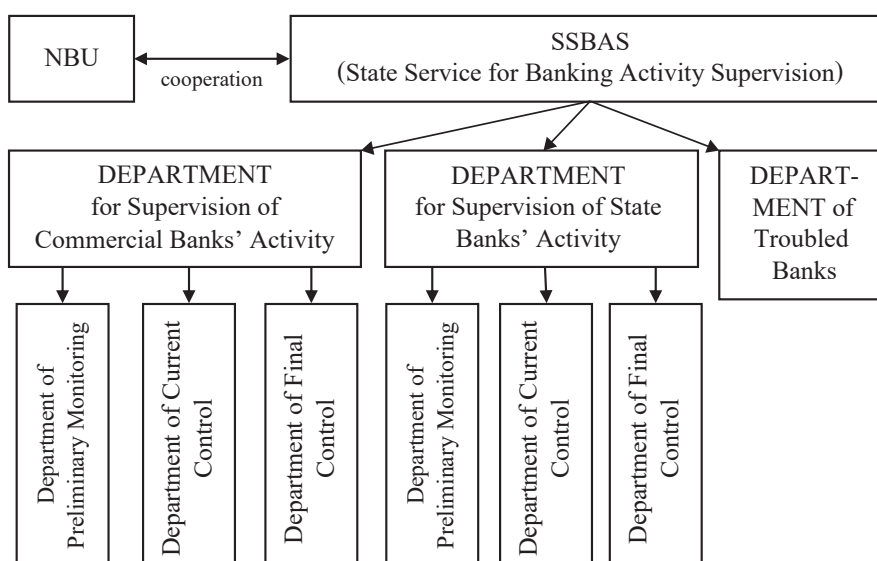 NBU
cooperation
SSBAS
(State Service for Banking Activity Supervision)
DEPARTMENT
for Supervision of
Commercial Banks’ Activity
DEPARTMENT
for Supervision of State
Banks’ Activity
DEPART-
MENT of
Troubled
Banks
Department of
Preliminary Monitoring
Department of Current
Control
Department of Final
Control
Department of
Preliminary Monitoring
Department of Current
Control
Department of Final
Control